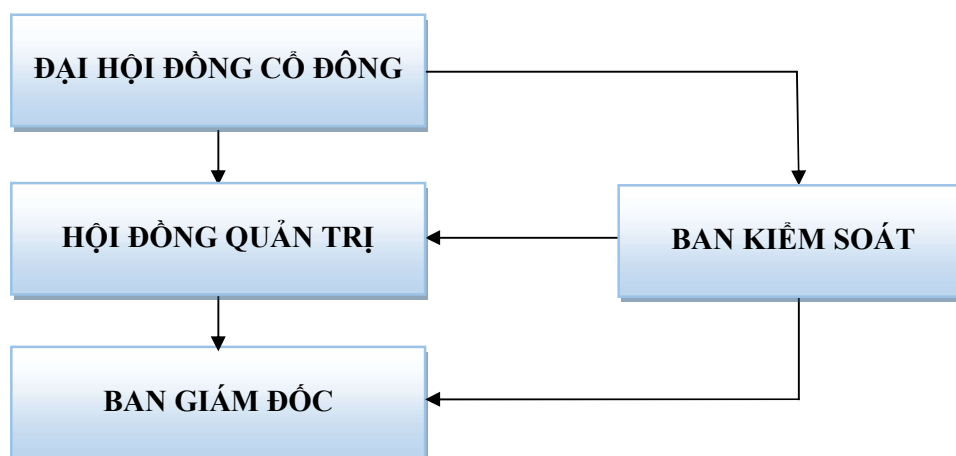 ĐẠI HỘI ĐỒNG CỔ ĐÔNG
HỘI ĐỒNG QUẢN TRỊ
BAN KIỂM SOÁT
BAN GIÁM ĐỐC